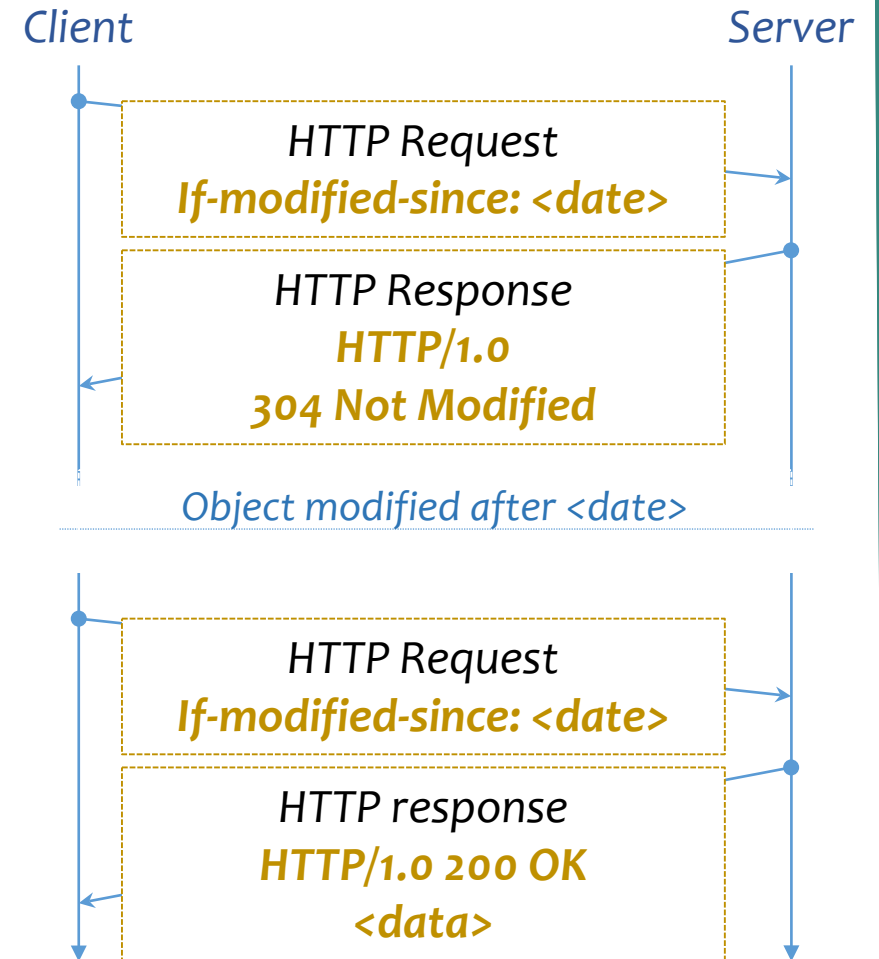 Client
Server
HTTP Request
If-modified-since: <date>
HTTP Response
HTTP/1.0
304 Not Modified
Object modified after <date>
HTTP Request
If-modified-since: <date>
HTTP response
HTTP/1.0 200 OK
<data>